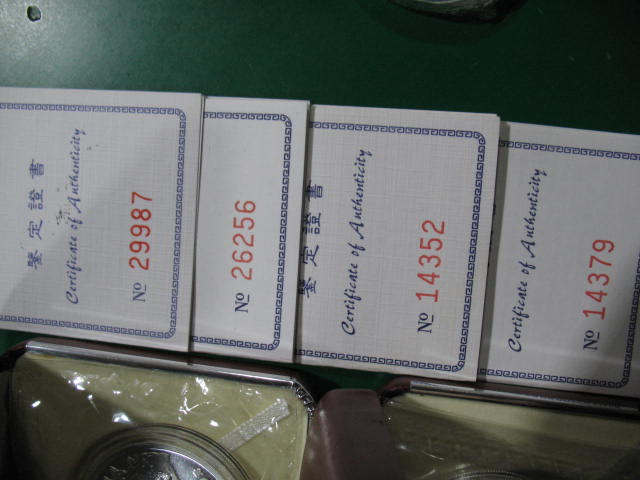 鑒定證書
Certificate of Authenticity
№ 29987
№ 26256
鑒定證書
Certificate of Authenticity
№ 14352
Certificate of Authenticity
№ 14379